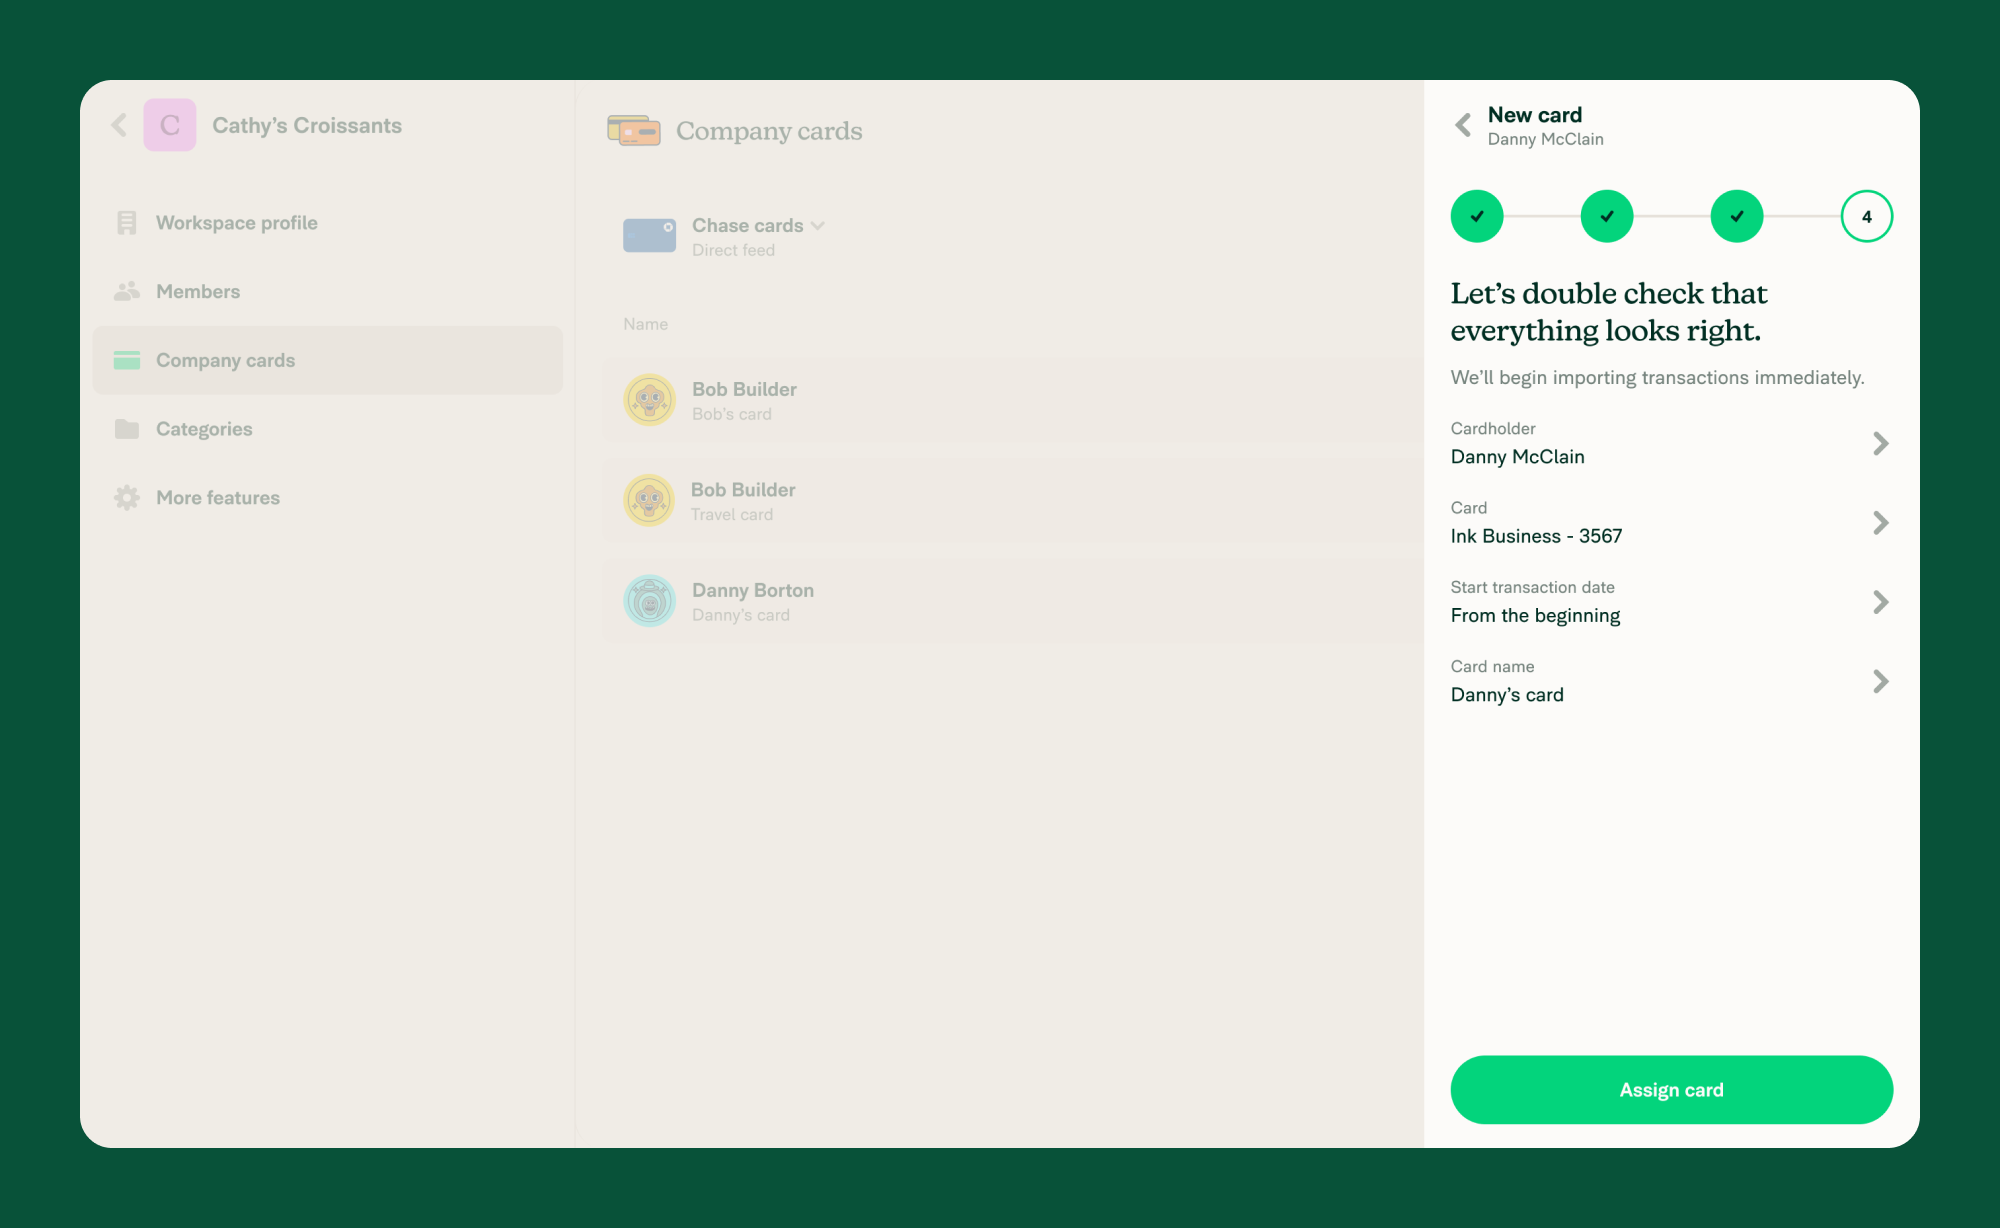 C
Cathy’s Croissants
Workspace profile
Members
Company cards
Categories
More features
Company cards
Chase cards
Direct feed
Name
Bob Builder
Bob’s card
Bob Builder
Travel card
Danny Borton
Danny’s card
New card
Danny McClain
4
Let’s double check that
everything looks right.
We’ll begin importing transactions immediately.
Cardholder
Danny McClain
Card
Ink Business - 3567
Start transaction date
From the beginning
Card name
Danny’s card
Assign card